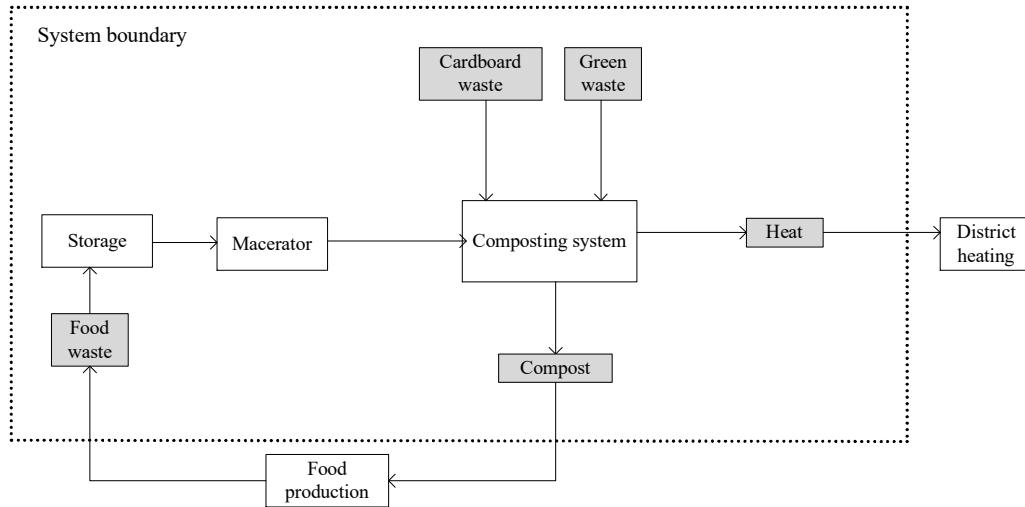 System boundary
Cardboard
waste
Green
waste
Storage
Macerator
Composting system
Heat
District
heating
Food
waste
Compost
Food
production